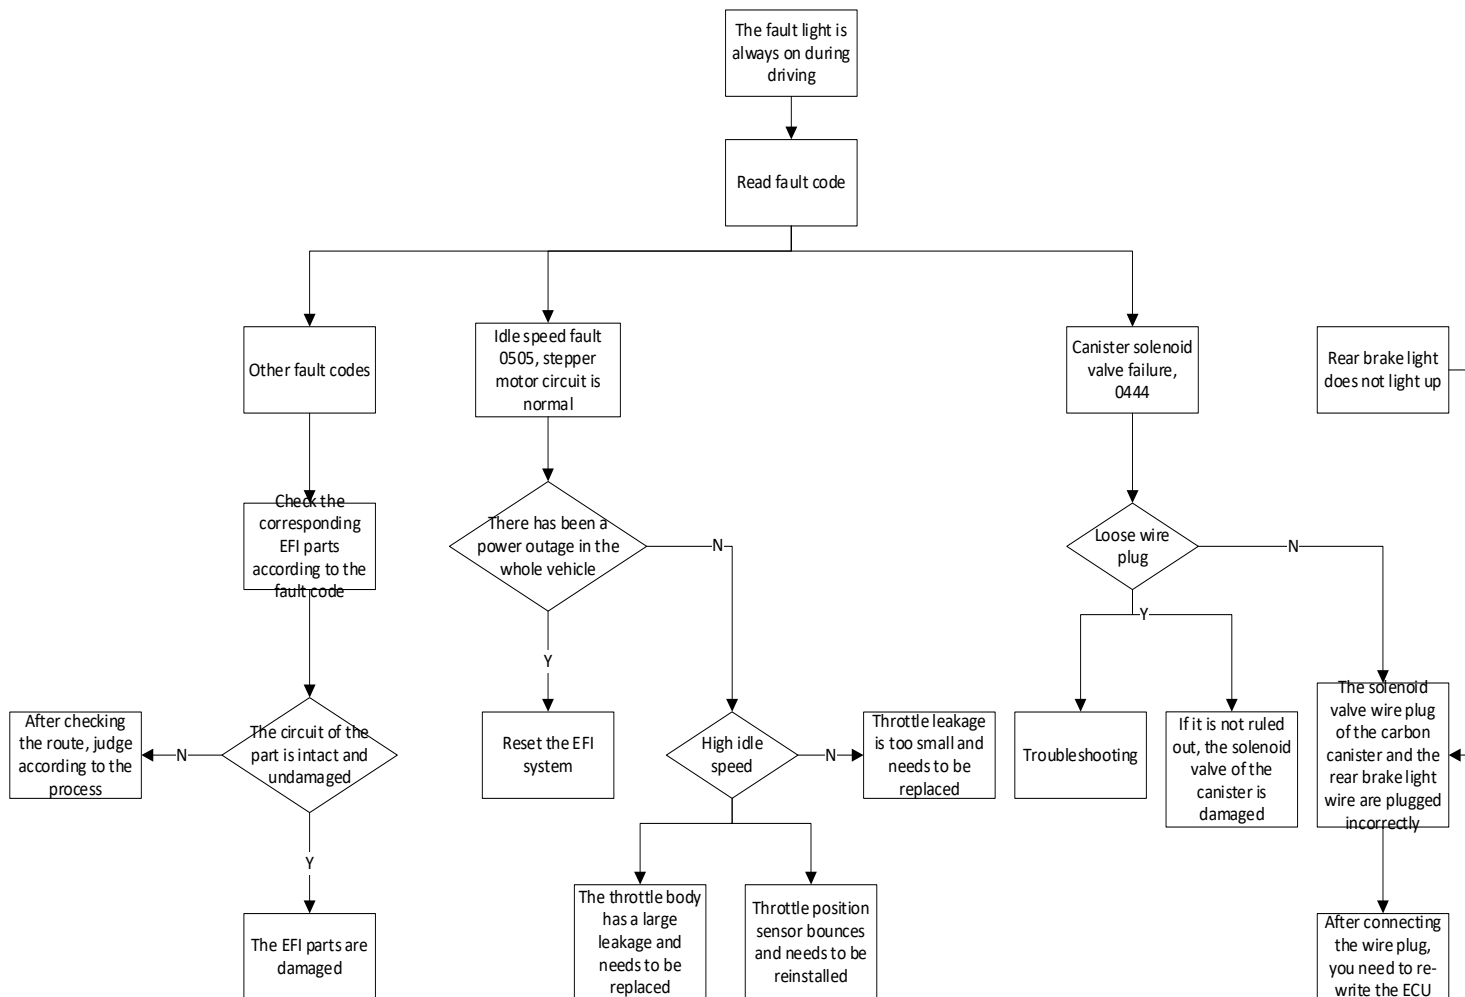 The fault light is
always on during
driving
Read fault code
Other fault codes
Idle speed fault
0505, stepper
motor circuit is
normal
Canister solenoid
valve failure,
0444
Rear brake light
does not light up
Check the
corresponding
EFI parts
according to the
fault code
There has been a
power outage in the
whole vehicle
N
Loose wire
plug
N
Y
Y
After checking
the route, judge
according to the
process
N
The circuit of the
part is intact and
undamaged
Reset the EFI
system
High idle
speed
N
Throttle leakage
is too small and
needs to be
replaced
Troubleshooting
If it is not ruled
out, the solenoid
valve of the
canister is
damaged
The solenoid
valve wire plug
of the carbon
canister and the
rear brake light
wire are plugged
incorrectly
Y
The EFI parts are
damaged
The throttle body
has a large
leakage and
needs to be
replaced
Throttle position
sensor bounces
and needs to be
reinstalled
After connecting
the wire plug,
you need to re-
write the ECU